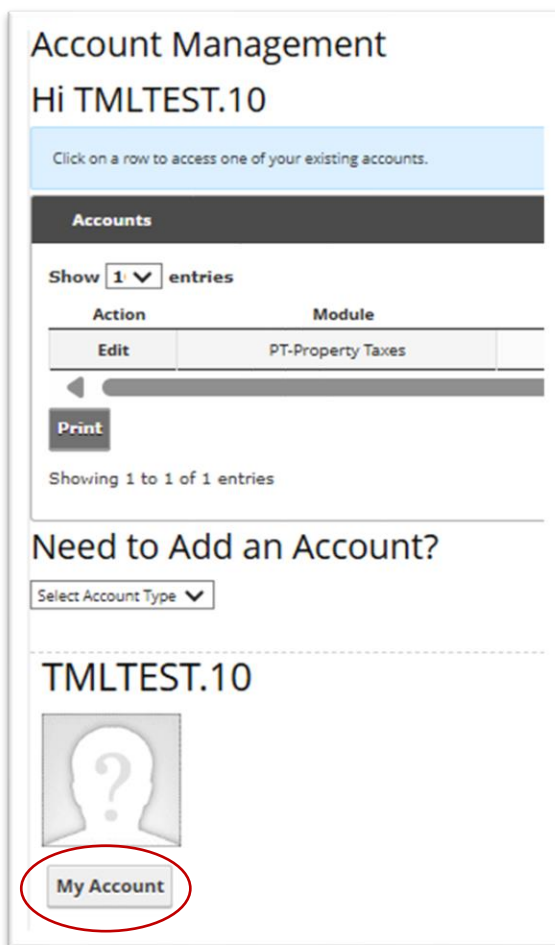 Account Management
Hi TMLTEST.10
Click on a row to access one of your existing accounts.
Accounts
Show 1 entries
Action Module
Edit PT-Property Taxes
Print
Showing 1 to 1 of 1 entries
Need to Add an Account?
Select Account Type
TMLTEST.10
?
My Account